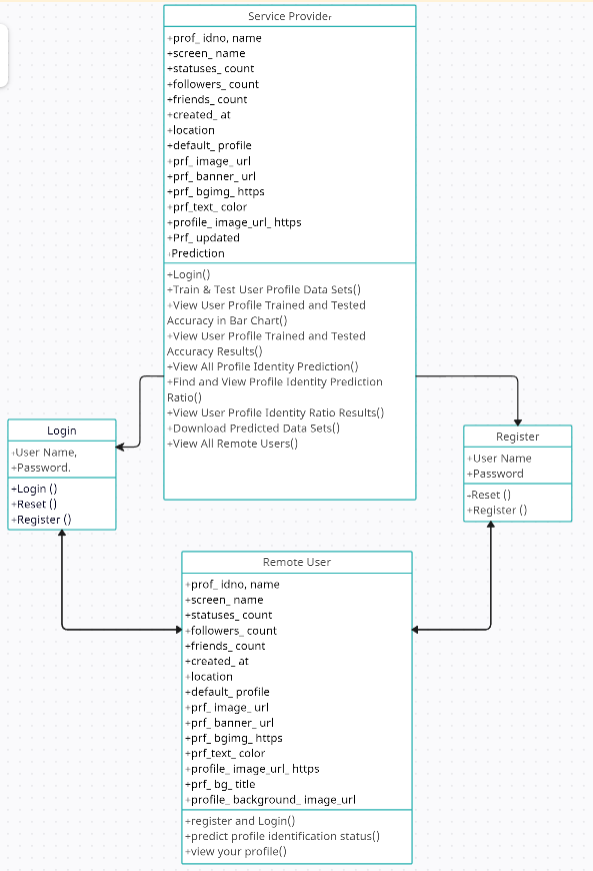 Service Provider
+prof_ idno, name
+screen_ name
+statuses_ count
+followers_ count
+friends_ count
+created_ at
+location
+default_ profile
+prf_ image_ url
+prf_ banner_ url
+prf_ bgimg_ https
+prf_text_ color
+profile_ image_url_ https
+Prf_ updated
+Prediction
+Login()
+Train & Test User Profile Data Sets()
+View User Profile Trained and Tested
Accuracy in Bar Chart()
+View User Profile Trained and Tested
Accuracy Results()
+View All Profile Identity Prediction()
+Find and View Profile Identity Prediction
Ratio()
+View User Profile Identity Ratio Results()
+Download Predicted Data Sets()
+View All Remote Users()
Login
+User Name,
+Password.
+Login ()
+Reset ()
+Register ()
Register
+User Name
+Password
+Reset ()
+Register ()
Remote User
+prof_ idno, name
+screen_ name
+statuses_ count
+followers_ count
+friends_ count
+created_ at
+location
+default_ profile
+prf_ image_ url
+prf_ banner_ url
+prf_ bgimg_ https
+prf_text_ color
+profile_ image_url_ https
+prf_ bg_ title
+profile_ background_ image_url
+register and Login()
+predict profile identification status()
+view your profile()